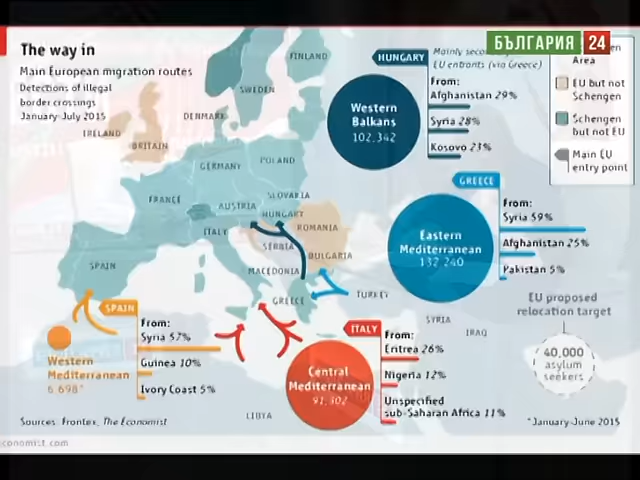 БЪЛГАРИЯ 24
The way in
Main European migration routes
Detections of illegal
border crossings
January-July 2015
HUNGARY
EU entrants (via Greece)
From:
Afghanistan 29%
Syria 28%
Kosovo 23%
Western
Balkans
102,342
Area
EU but not
Schengen
Schengen
but not EU
Main EU
entry point
FINLAND
SWEDEN
DENMARK
IRELAND
BRITAIN
GERMANY
POLAND
FRANCE
SLOVAKIA
AUSTRIA
HUNGARY
ITALY
ROMANIA
SERBIA
BULGARIA
SPAIN
MACEDONIA
GREECE
TURKEY
SYRIA
IRAQ
LIBYA
GREECE
From:
Syria 59%
Afghanistan 25%
Pakistan 5%
Eastern
Mediterranean
132,240
EU proposed
relocation target
40,000
asylum
seekers
SPAIN
From:
Syria 57%
Guinea 10%
Ivory Coast 5%
Western
Mediterranean
6,698*
ITALY
From:
Eritrea 26%
Nigeria 12%
Unspecified
sub-Saharan Africa 11%
Central
Mediterranean
91,302
Sources: Frontex, The Economist
*January-June 2015
conomist com